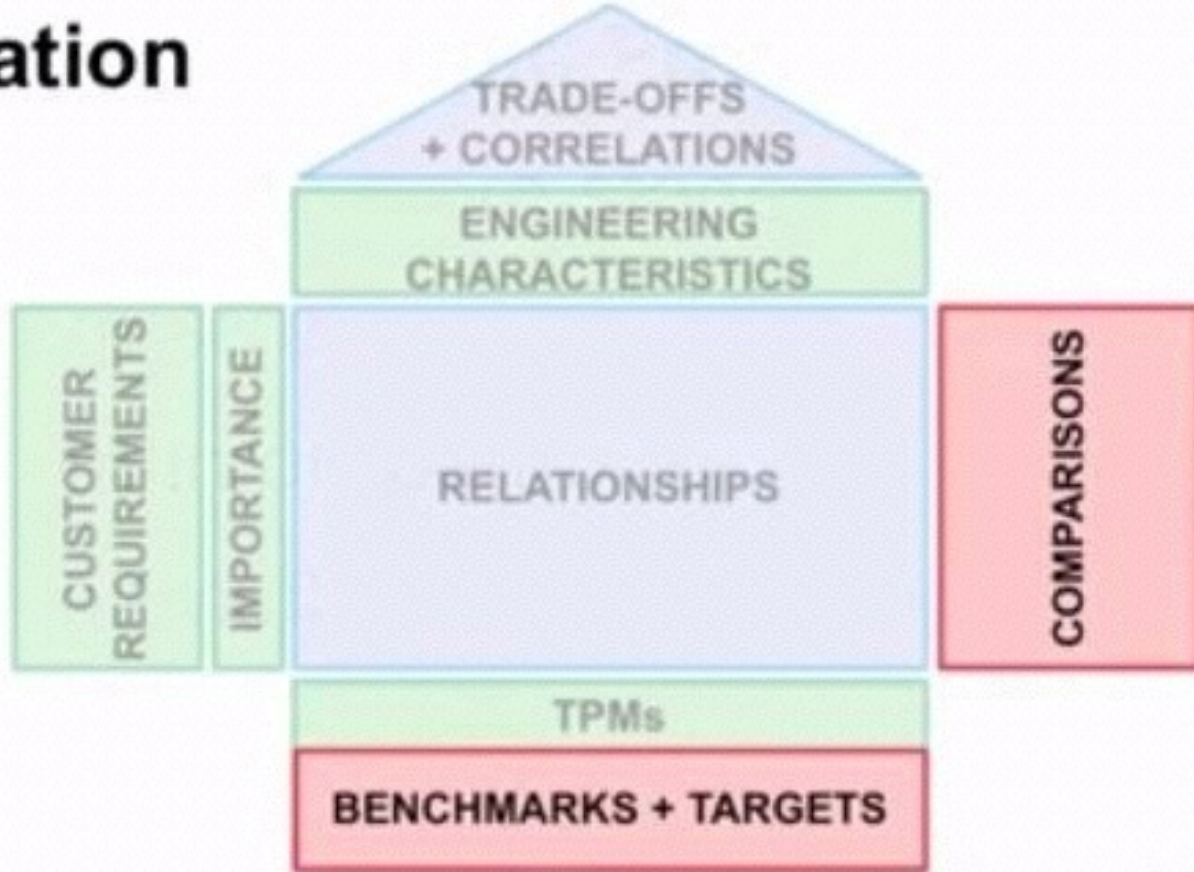 ation
TRADE-OFFS
+ CORRELATIONS
ENGINEERING
CHARACTERISTICS
CUSTOMER
REQUIREMENTS
IMPORTANCE
RELATIONSHIPS
COMPARISONS
TPMs
BENCHMARKS + TARGETS